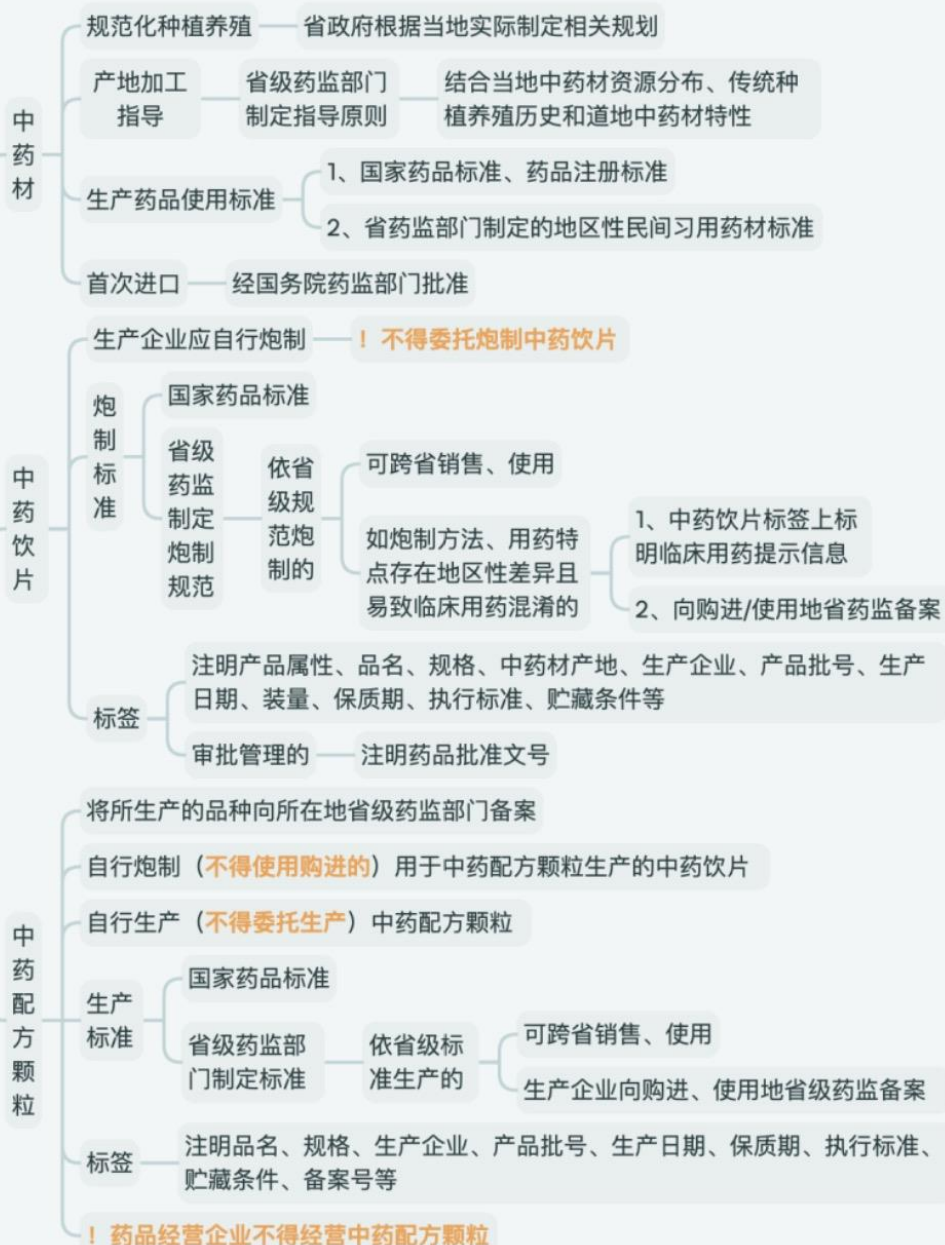 中药材
规范化种植养殖
省政府根据当地实际制定相关规划
产地加工
指导
省级药监部门
制定指导原则
结合当地中药材资源分布、传统种
植养殖历史和道地中药材特性
生产药品使用标准
1、国家药品标准、药品注册标准
2、省药监部门制定的地区性民间习用药材标准
首次进口
经国务院药监部门批准
中药饮片
生产企业应自行炮制
！不得委托炮制中药饮片
炮制标准
国家药品标准
省级
药监
制定
炮制
规范
依省
级规
范炮
制的
可跨省销售、使用
如炮制方法、用药特
点存在地区性差异且
易致临床用药混淆的
1、中药饮片标签上标
明临床用药提示信息
2、向购进/使用地省药监备案
标签
注明产品属性、品名、规格、中药材产地、生产企业、产品批号、生产
日期、装量、保质期、执行标准、贮藏条件等
审批管理的
注明药品批准文号
中药配方颗粒
将所生产的品种向所在地省级药监部门备案
自行炮制（不得使用购进的）用于中药配方颗粒生产的中药饮片
自行生产（不得委托生产）中药配方颗粒
生产
标准
国家药品标准
省级药监部
门制定标准
依省级标
准生产的
可跨省销售、使用
生产企业向购进、使用地省级药监备案
标签
注明品名、规格、生产企业、产品批号、生产日期、保质期、执行标准、
贮藏条件、备案号等
！药品经营企业不得经营中药配方颗粒